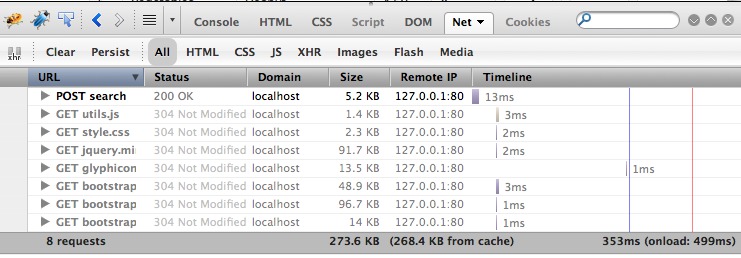 Console HTML CSS Script DOM Net Cookies
xhr Clear Persist All HTML CSS JS XHR Images Flash Media
URL Status Domain Size Remote IP Timeline
POST search 200 OK localhost 5.2 KB 127.0.0.1:80 13ms
GET utils.js 304 Not Modified localhost 1.4 KB 127.0.0.1:80 3ms
GET style.css 304 Not Modified localhost 2.3 KB 127.0.0.1:80 2ms
GET jquery.mi 304 Not Modified localhost 91.7 KB 127.0.0.1:80 2ms
GET glyphicon 304 Not Modified localhost 13.5 KB 127.0.0.1:80 1ms
GET bootstrap 304 Not Modified localhost 48.9 KB 127.0.0.1:80 3ms
GET bootstrap 304 Not Modified localhost 96.7 KB 127.0.0.1:80 1ms
GET bootstrap 304 Not Modified localhost 14 KB 127.0.0.1:80 1ms
8 requests 273.6 KB (268.4 KB from cache) 353ms (onload: 499ms)